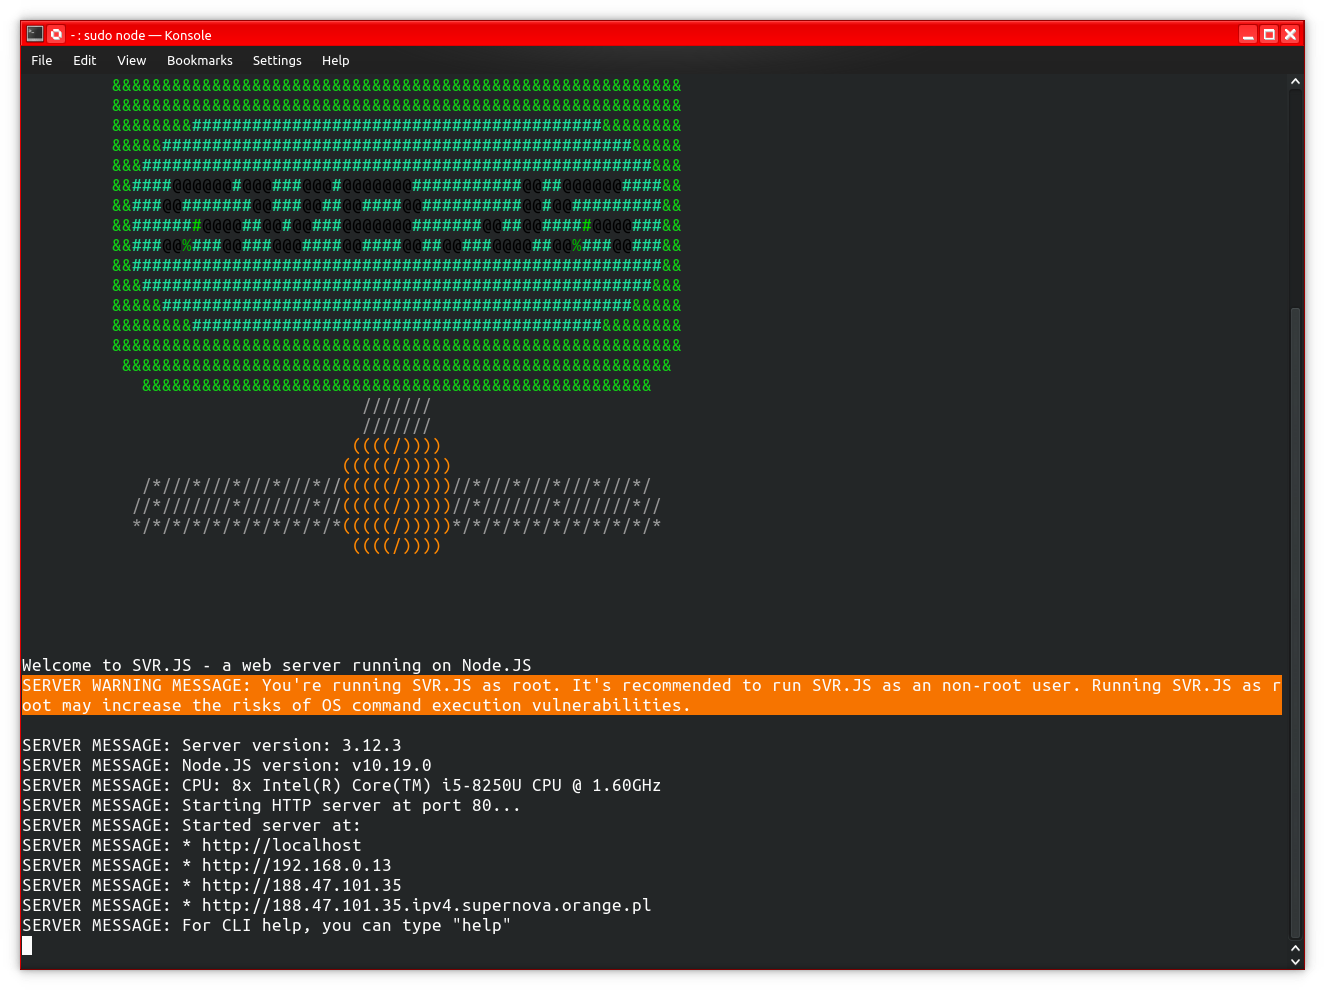 - : sudo node — Konsole
File Edit View Bookmarks Settings Help
Welcome to SVR.JS - a web server running on Node.JS
SERVER WARNING MESSAGE: You're running SVR.JS as root. It's recommended to run SVR.JS as an non-root user. Running SVR.JS as r
oot may increase the risks of OS command execution vulnerabilities.
SERVER MESSAGE: Server version: 3.12.3
SERVER MESSAGE: Node.JS version: v10.19.0
SERVER MESSAGE: CPU: 8x Intel(R) Core(TM) i5-8250U CPU @ 1.60GHz
SERVER MESSAGE: Starting HTTP server at port 80...
SERVER MESSAGE: Started server at:
SERVER MESSAGE: * http://localhost
SERVER MESSAGE: * http://192.168.0.13
SERVER MESSAGE: * http://188.47.101.35
SERVER MESSAGE: * http://188.47.101.35.ipv4.supernova.orange.pl
SERVER MESSAGE: For CLI help, you can type "help"